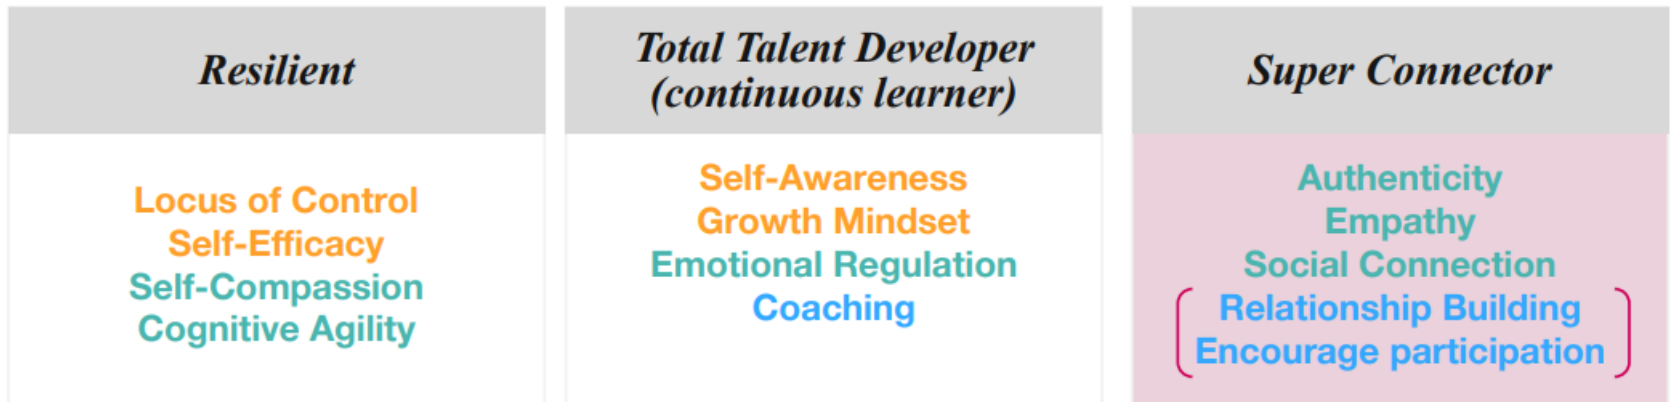 Resilient
Locus of Control
Self-Efficacy
Self-Compassion
Cognitive Agility
Total Talent Developer
(continuous learner)
Self-Awareness
Growth Mindset
Emotional Regulation
Coaching
Super Connector
Authenticity
Empathy
Social Connection
Relationship Building
Encourage participation